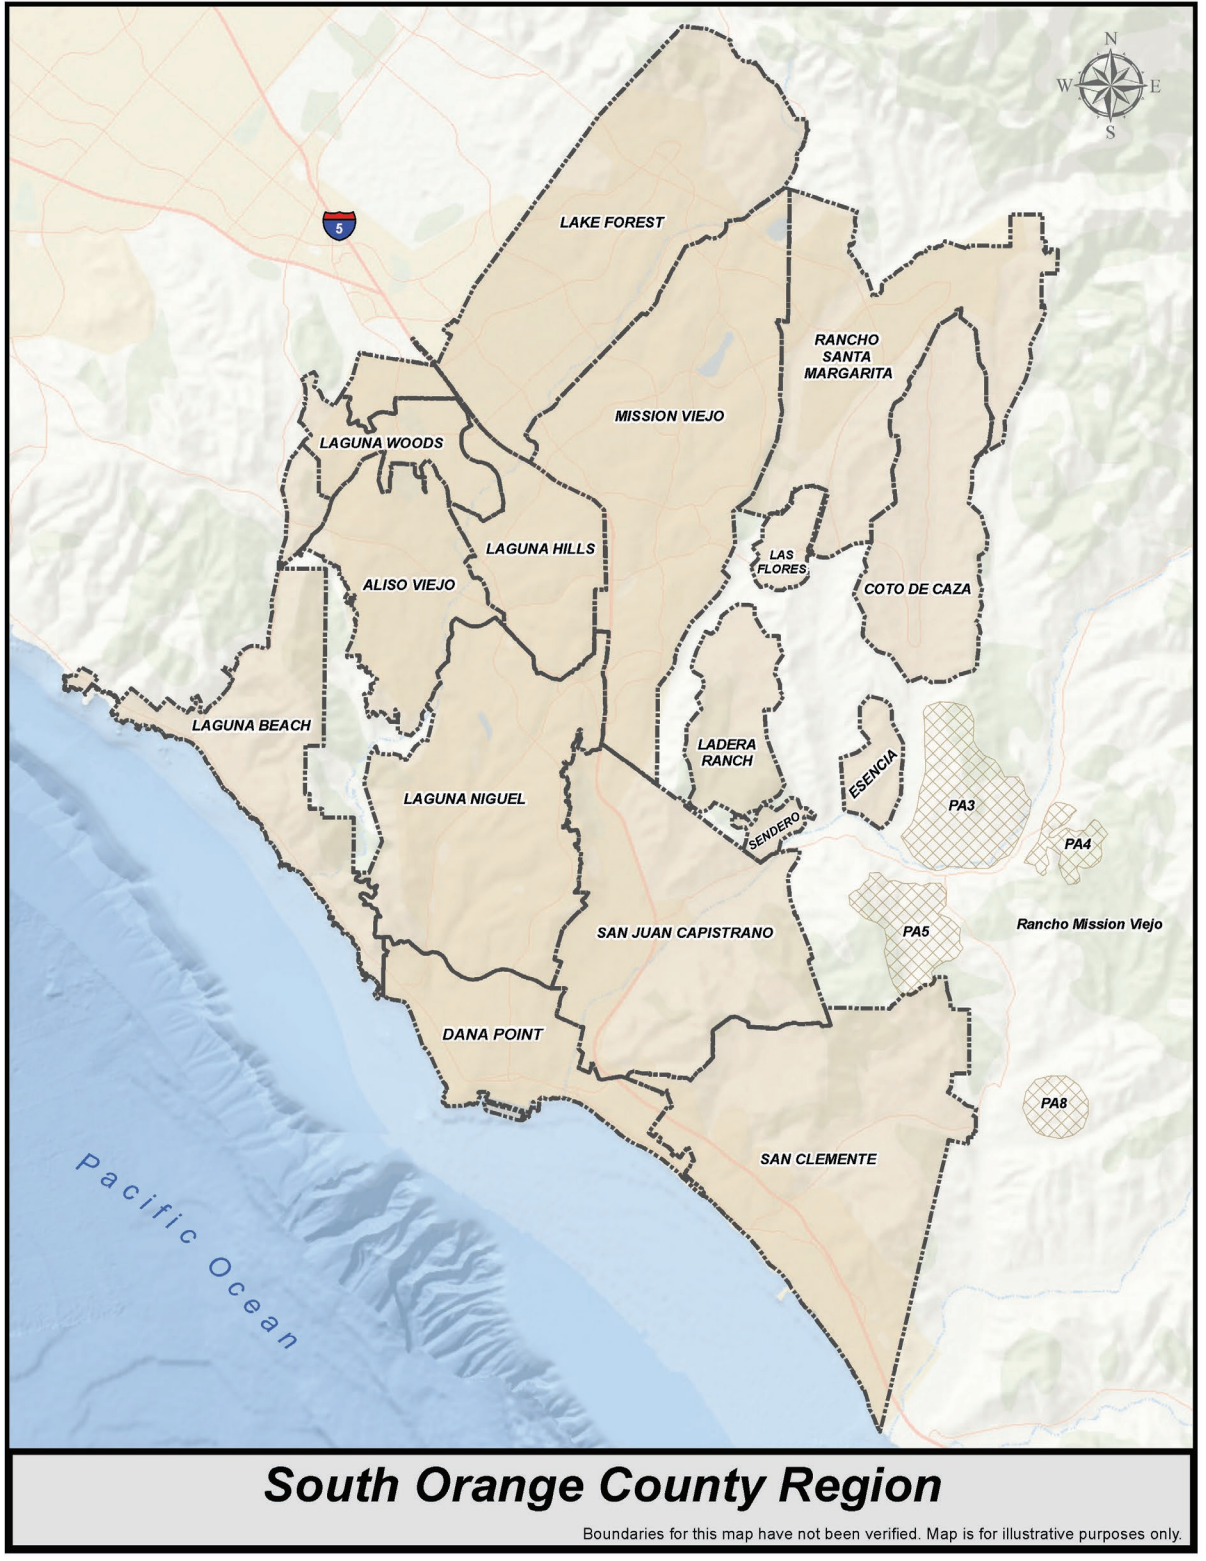 N
W E
S
5
LAKE FOREST
RANCHO
SANTA
MARGARITA
MISSION VIEJO
LAGUNA WOODS
LAGUNA HILLS
LAS
FLORES
ALISO VIEJO
COTO DE CAZA
LAGUNA BEACH
LADERA
RANCH
ESENCIA
LAGUNA NIGUEL
PA3
SENDERO
PA4
SAN JUAN CAPISTRANO
PA5
Rancho Mission Viejo
DANA POINT
PA8
SAN CLEMENTE
Pacific Ocean
South Orange County Region
Boundaries for this map have not been verified. Map is for illustrative purposes only.